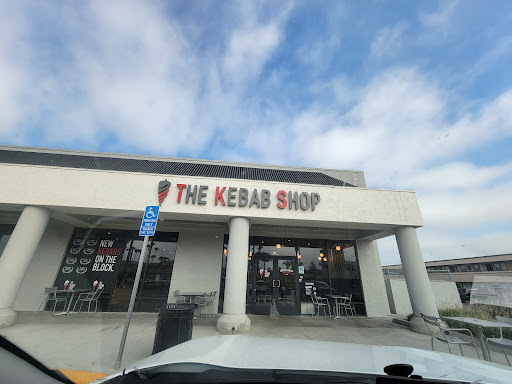 THE KEBAB SHOP
NEW
KEBABS
ON THE
BLOCK.